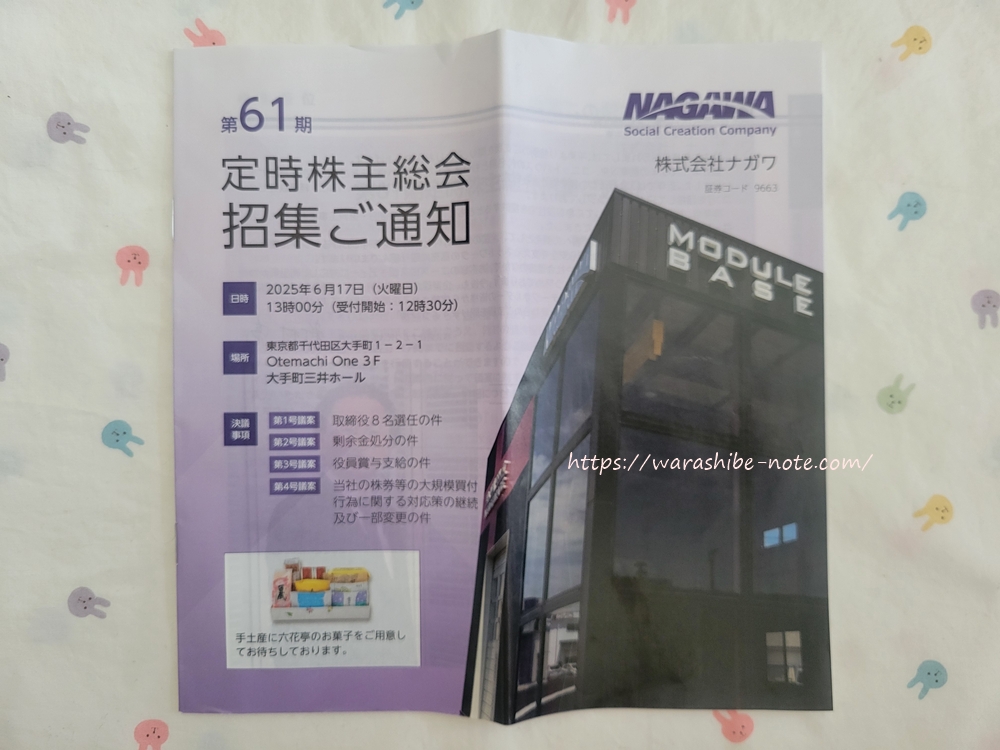 第61期
定時株主総会
招集ご通知
NAGAWA
Social Creation Company
株式会社ナガワ
証券コード 9663
MODULE
BASE
日時
2025年6月17日（火曜日）
13時00分（受付開始：12時30分）
場所
東京都千代田区大手町1－2－1
Otemachi One 3F
大手町三井ホール
決議
事項
第1号議案 取締役8名選任の件
第2号議案 剰余金処分の件
第3号議案 役員賞与支給の件
第4号議案 当社の株券等の大規模買付
行為に関する対応策の継続
及び一部変更の件
手土産に六花亭のお菓子をご用意し
てお待ちしております。
https://warashibe-note.com/